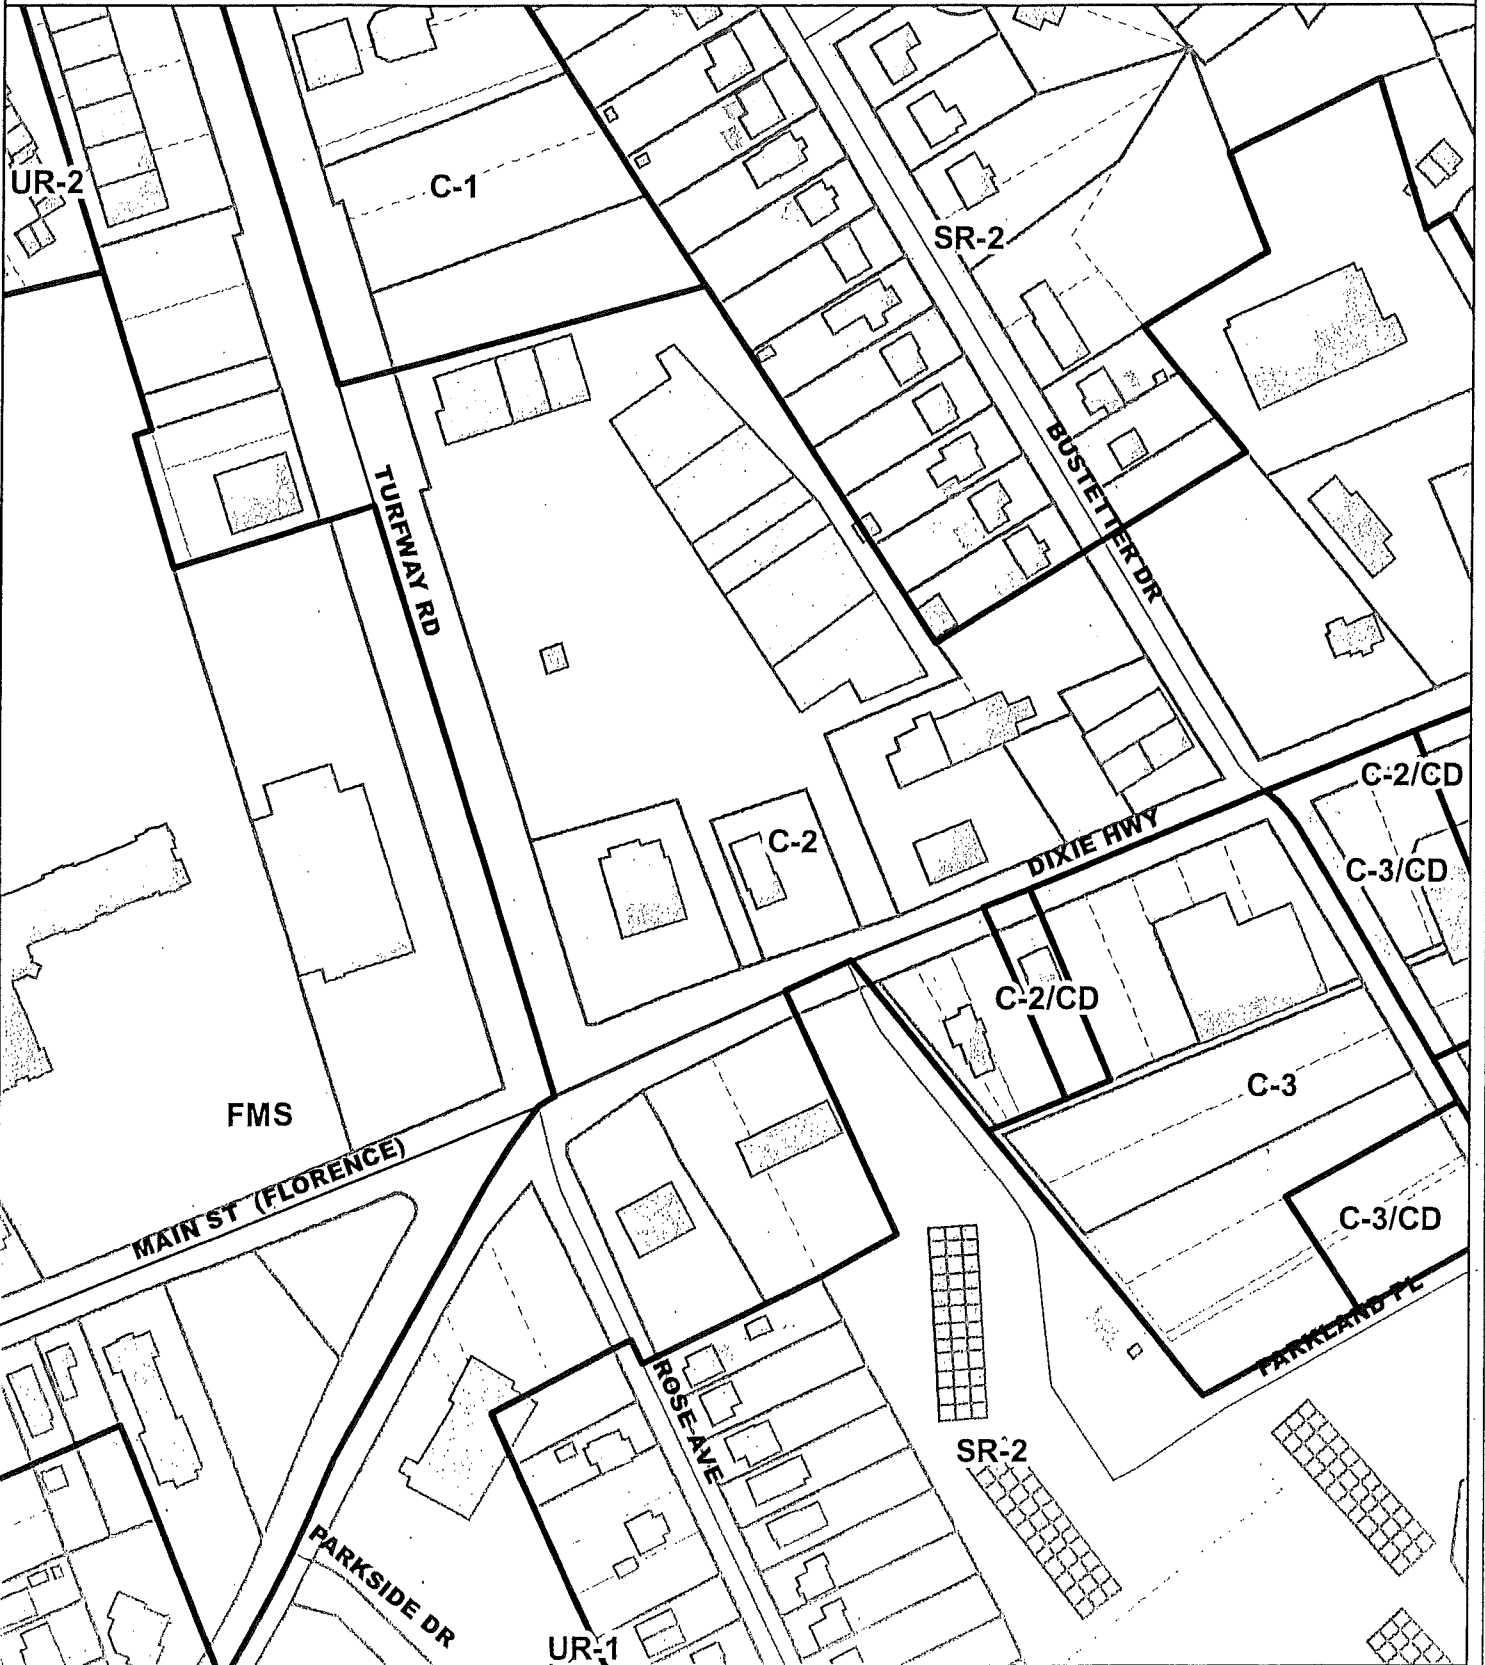 UR-2
C-1
SR-2
BUSTETTER DR
TURFWAY RD
C-2/CD
C-2
DIXIE HWY
C-3/CD
C-2/CD
C-3
FMS
MAIN ST (FLORENCE)
C-3/CD
PARKLAND PL
ROSE AVE
SR-2
PARKSIDE DR
UR-1